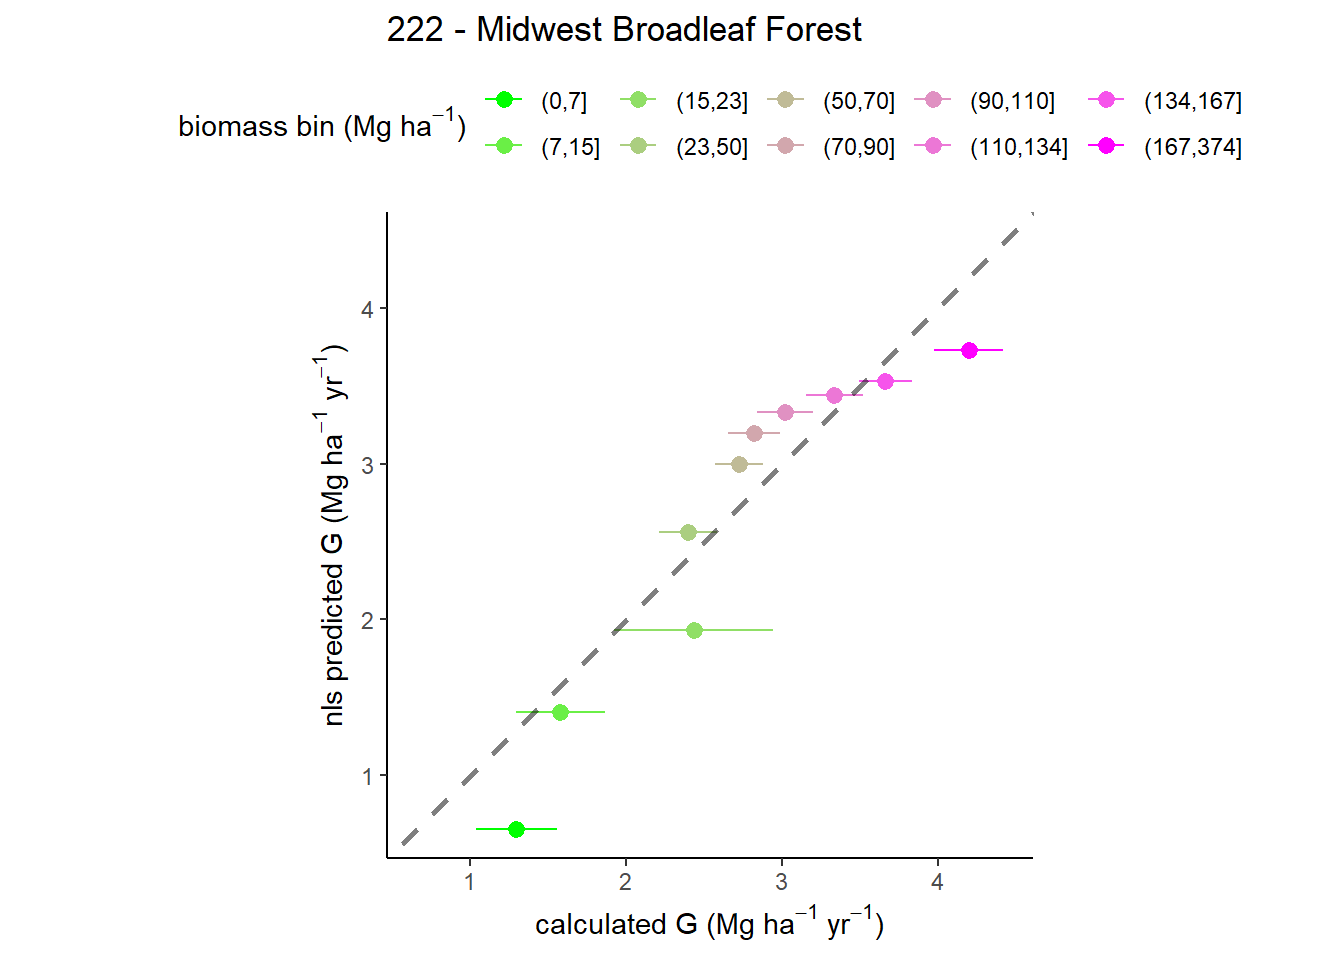 222 - Midwest Broadleaf Forest
biomass bin (Mg ha⁻¹)
(0,7] (15,23] (50,70] (90,110] (134,167]
(7,15] (23,50] (70,90] (110,134] (167,374]
nls predicted G (Mg ha⁻¹ yr⁻¹)
4
3
2
1
1 2 3 4
calculated G (Mg ha⁻¹ yr⁻¹)